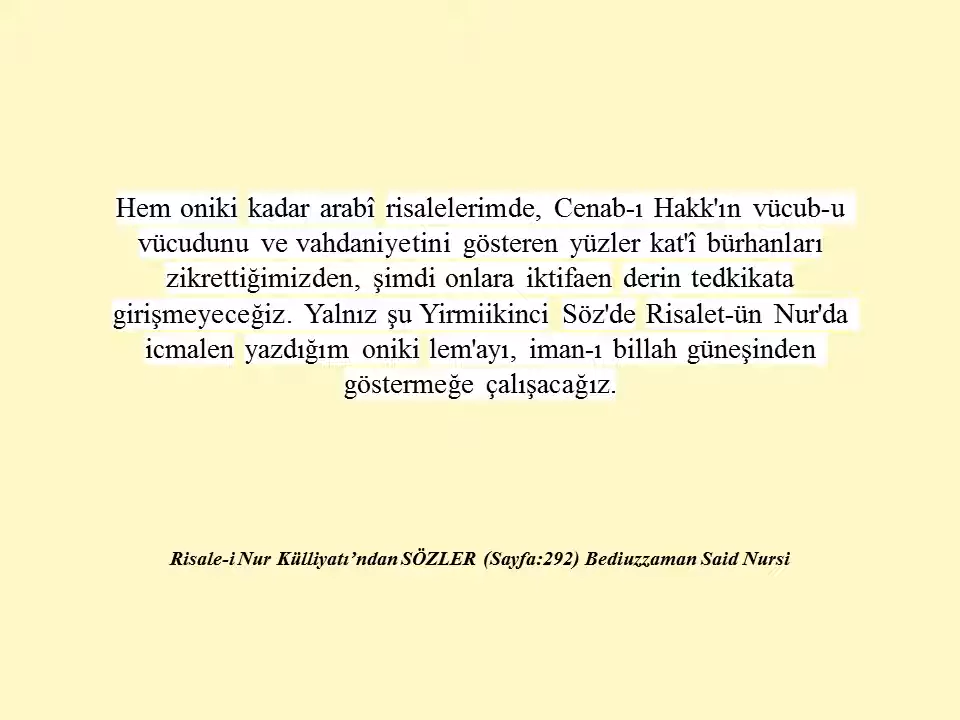 Hem oniki kadar arabî risalelerimde, Cenab-ı Hakk'ın vücub-u
vücudunu ve vahdaniyetini gösteren yüzler kat'î bürhanları
zikrettiğimizden, şimdi onlara iktifaen derin tedkikata
girişmeyeceğiz. Yalnız şu Yirmiikinci Söz'de Risalet-ün Nur'da
icmalen yazdığım oniki lem'ayı, iman-ı billah güneşinden
göstermeğe çalışacağız.
Risale-i Nur Külliyatı’ndan SÖZLER (Sayfa:292) Bediuzzaman Said Nursi